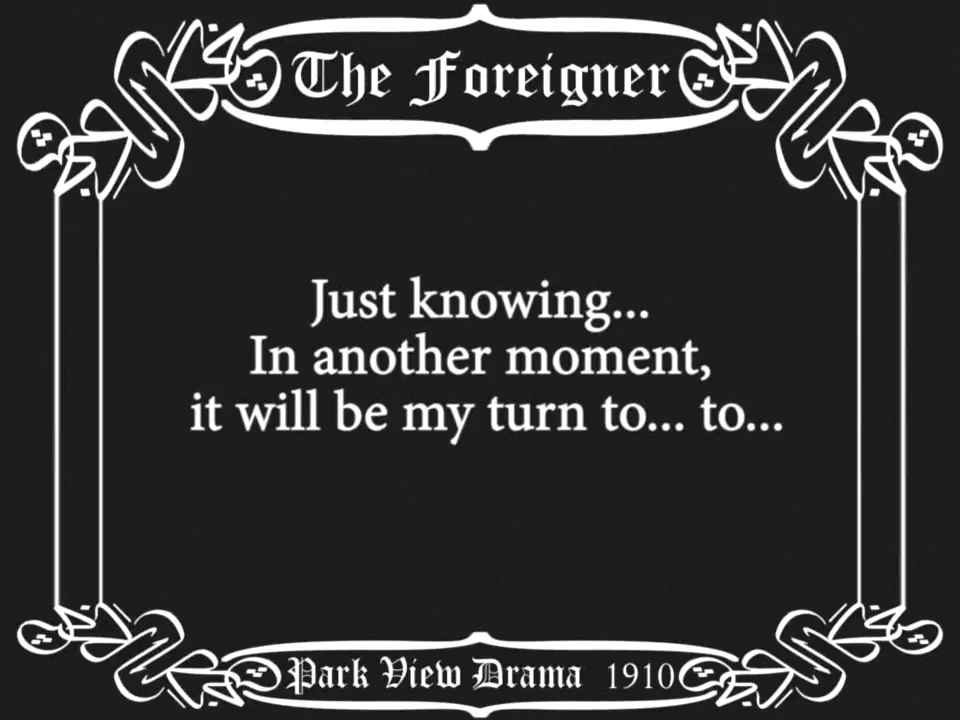 The Foreigner
Just knowing...
In another moment,
it will be my turn to... to...
Park View Drama 1910